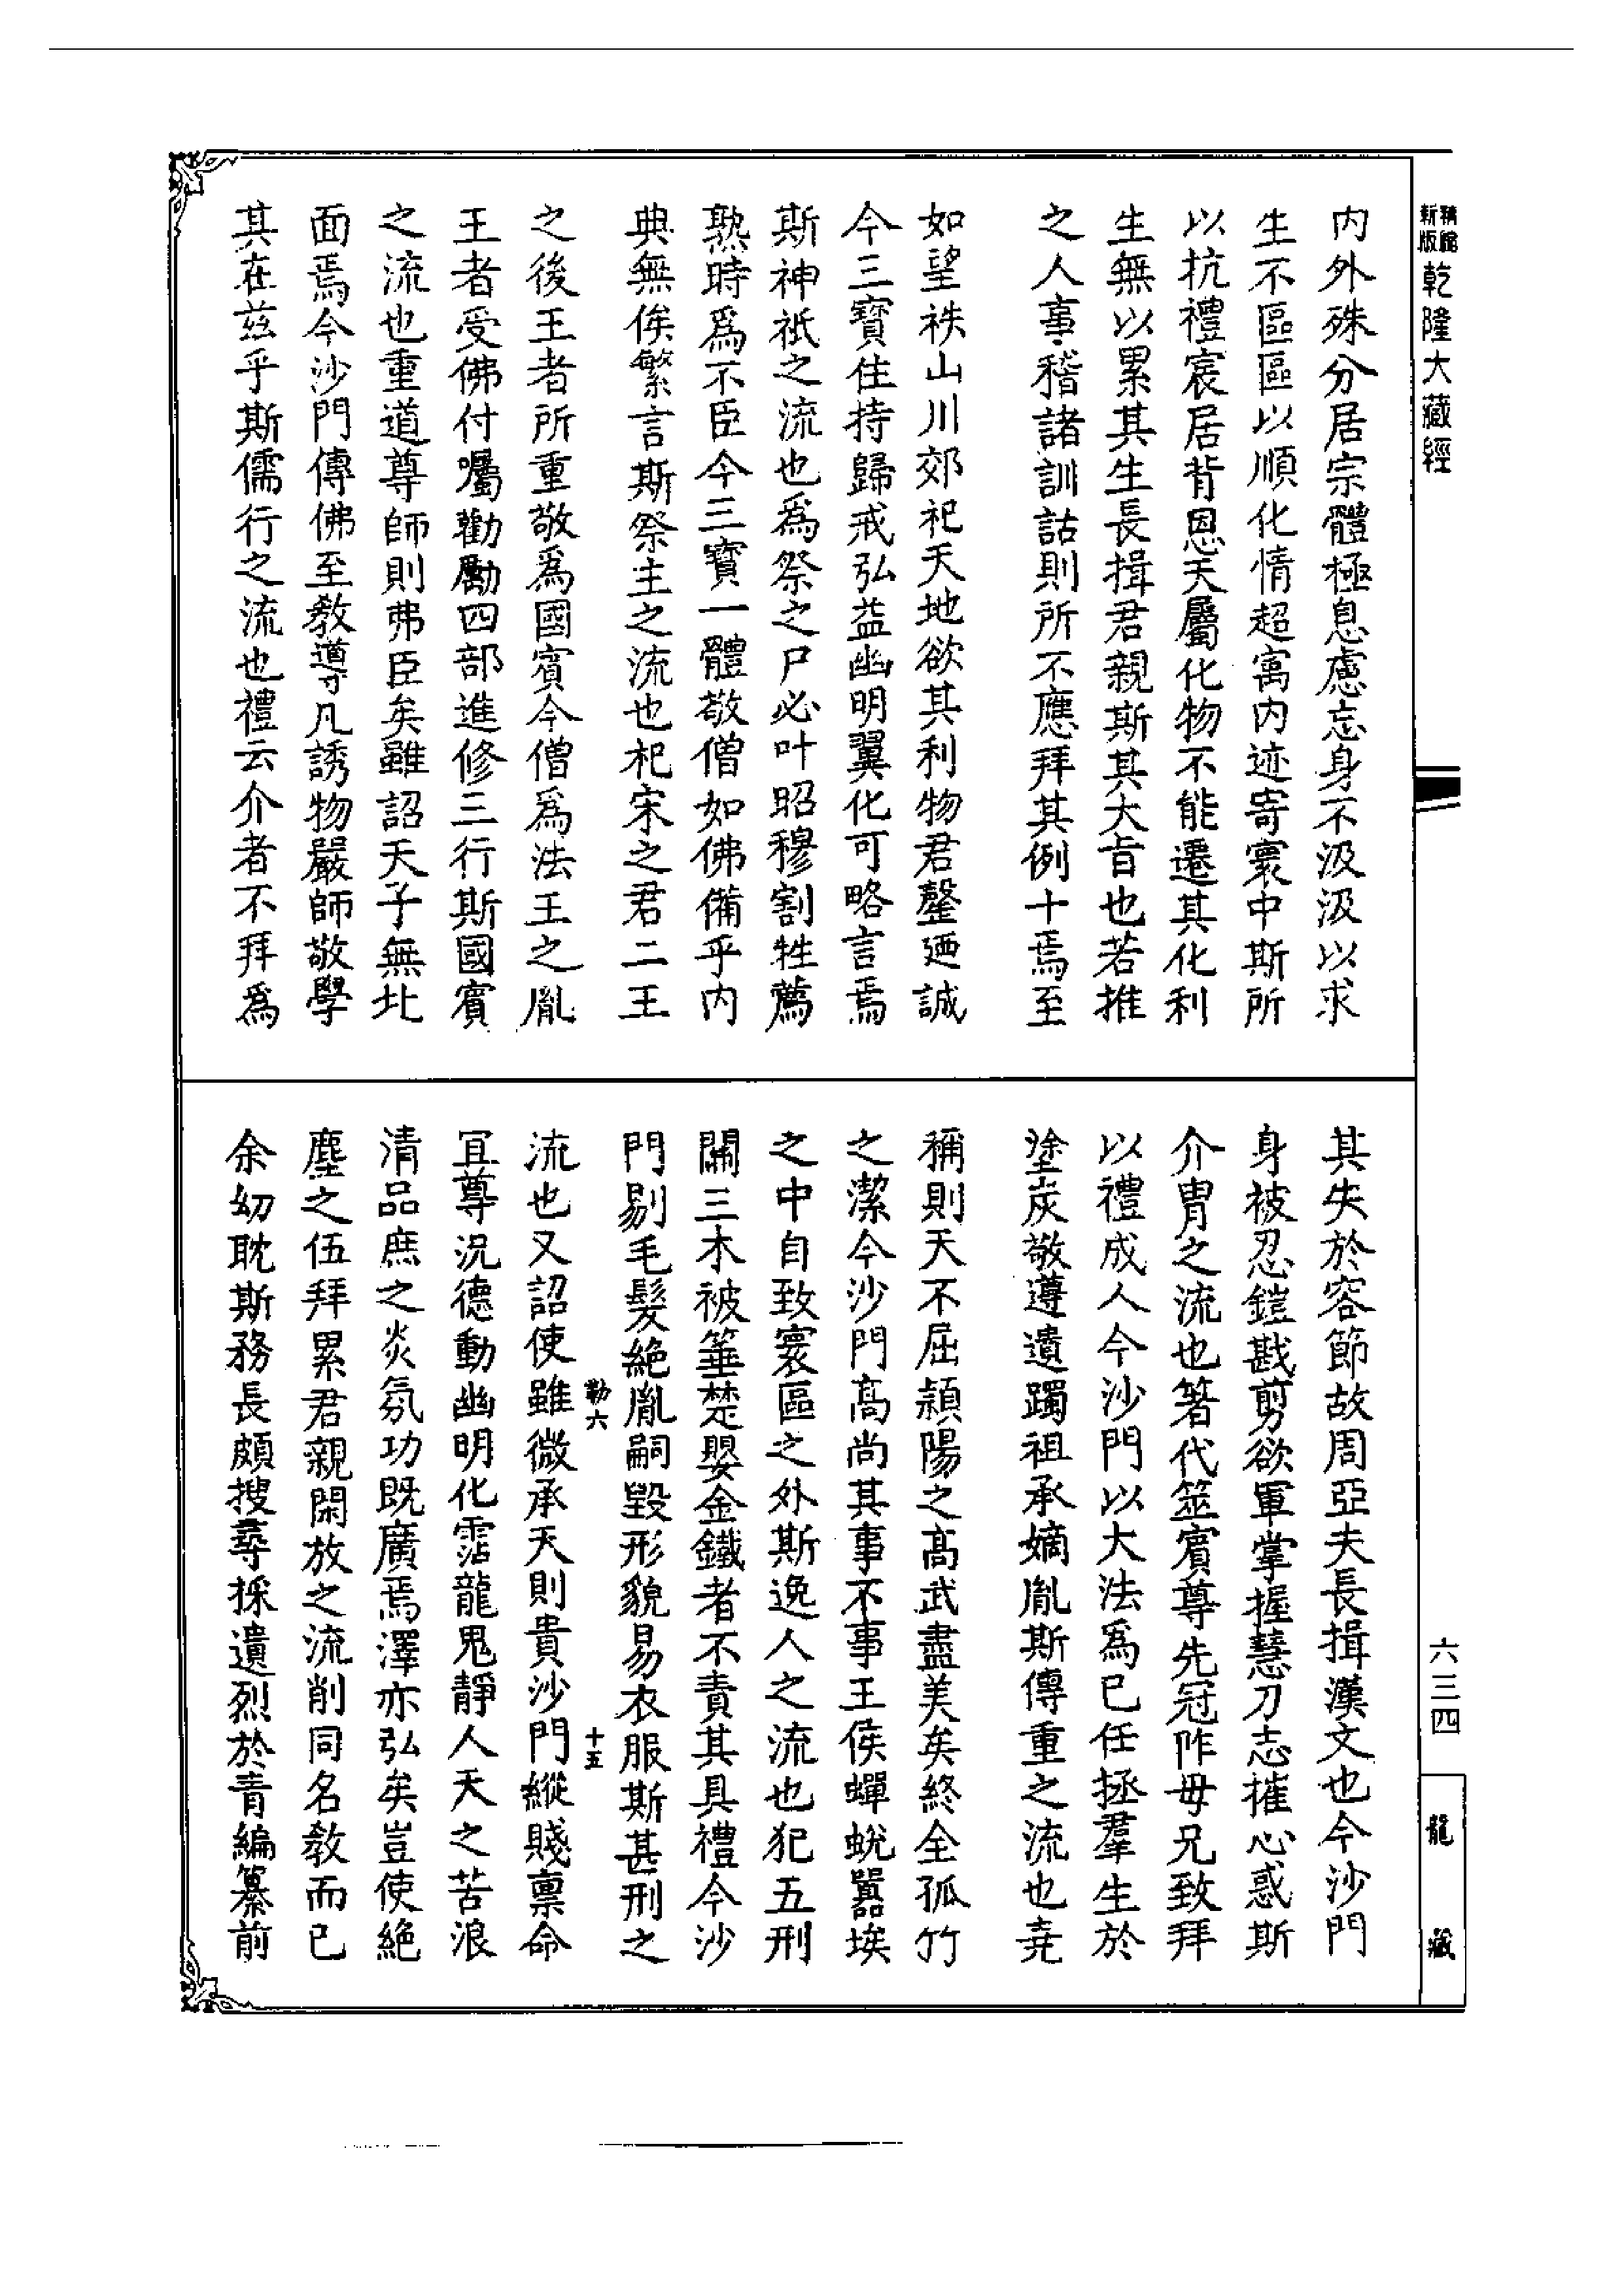 新版
精縮
乾隆大藏經
內外殊分居宗體極息慮忘身不汲汲以求
生不區區以順化情超寓內迹寄寰中斯所
以抗禮宸居背恩天屬化物不能遷其化利
生無以累其生長揖君親斯其大旨也若推
之人事稽諸訓詁則所不應拜其例十焉至
如望秩山川郊祀天地欲其利物君罄廼誠
今三寶住持歸戒弘益幽明翼化可略言焉
斯神祇之流也爲祭之尸必叶昭穆割牲薦
熟時爲不臣今三寶一體敬僧如佛備乎內
典無俟繁言斯祭主之流也杞宋之君二王
之後王者所重敬爲國賓今僧爲法王之胤
王者受佛付囑勸勵四部進修三行斯國賓
之流也重道尊師則弗臣矣雖詔天子無北
面焉今沙門傳佛至教導凡誘物嚴師敬學
其在兹乎斯儒行之流也禮云介者不拜爲
其失於容節故周亞夫長揖漢文也今沙門
身被忍鎧戡剪欲軍掌握慧刀志摧心惑斯
介冑之流也箸代筮賓尊先冠阼母兄致拜
以禮成人今沙門以大法爲已任拯羣生於
塗炭敬遵遺躅祖承嫡胤斯傳重之流也堯
稱則天不屈頴陽之高武盡美矣終全孤竹
之潔今沙門高尚其事不事王侯蟬蛻囂埃
之中自致寰區之外斯逸人之流也犯五刑
關三木被箠楚嬰金鐵者不責其具禮今沙
門剔毛髮絕胤嗣毀形貌易衣服斯甚刑之
勒六
十五
流也又詔使雖微承天則貴沙門縱賤禀命
宜尊況德動幽明化霑龍鬼靜人天之苦浪
清品庶之炎氛功既廣焉澤亦弘矣豈使絕
塵之伍拜累君親閑放之流削同名教而已
余幼耽斯務長頗搜尋採遺烈於青編纂前
六三四
龍藏